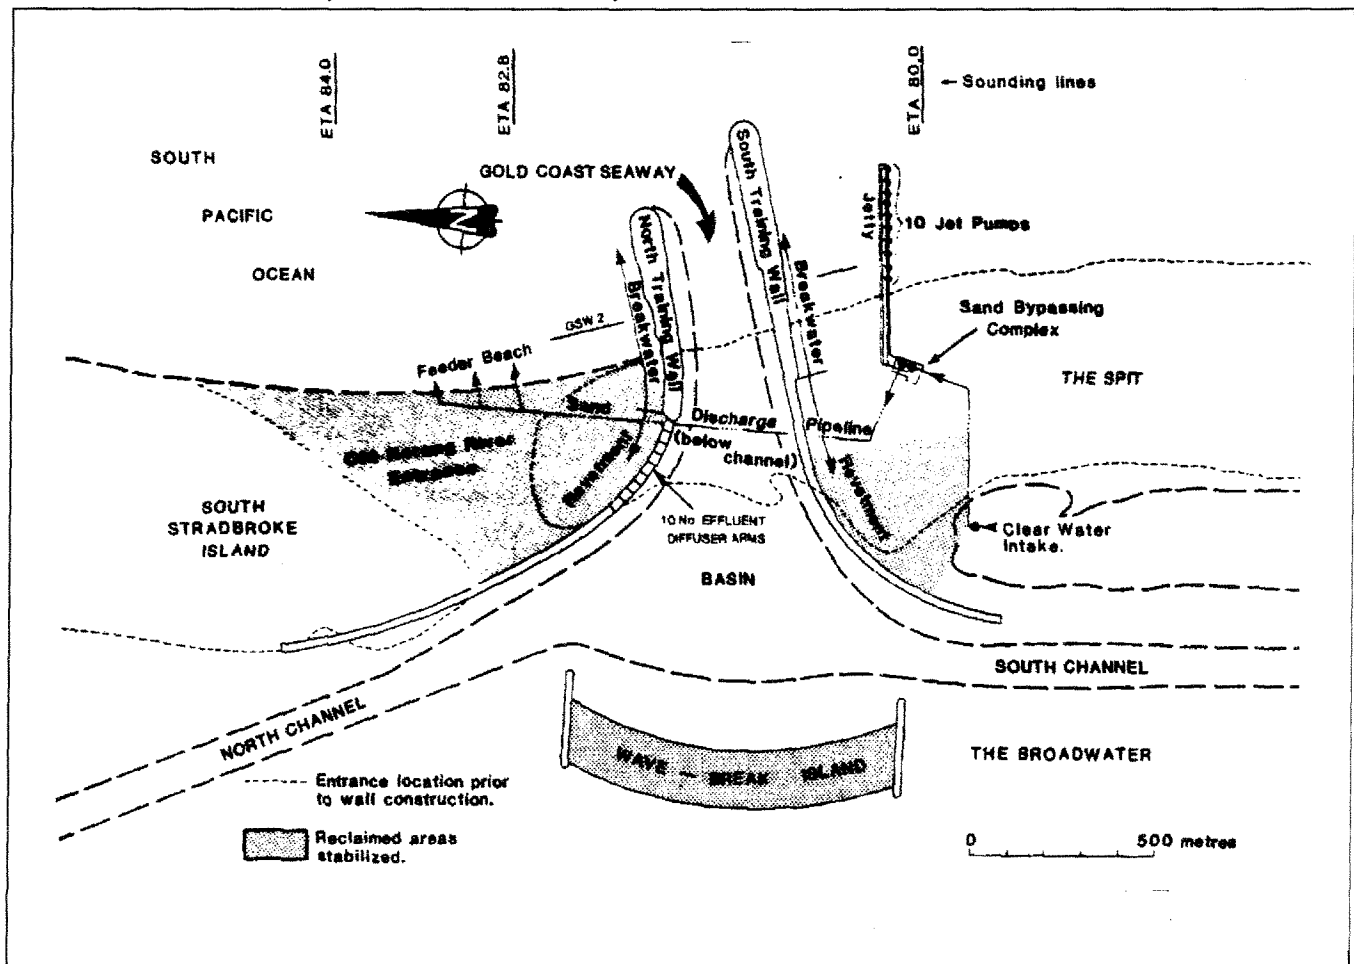 ETA 84.0
ETA 82.8
ETA 80.0
← Sounding lines
SOUTH
PACIFIC
OCEAN
GOLD COAST SEAWAY
N
South Training Wall
Breakwater
North Training Wall
Breakwater
Jetty
10 Jet Pumps
Sand Bypassing
Complex
THE SPIT
GSW 2
Feeder Beach
Sand Discharge Pipeline
(below
channel)
Old Nerang River
Entrance
Revetment
Revetment
SOUTH
STRADBROKE
ISLAND
10 No EFFLUENT
DIFFUSER ARMS
Clear Water
Intake.
BASIN
SOUTH CHANNEL
NORTH CHANNEL
WAVE - BREAK ISLAND
THE BROADWATER
Entrance location prior
to wall construction.
Reclaimed areas
stabilized.
0 500 metres